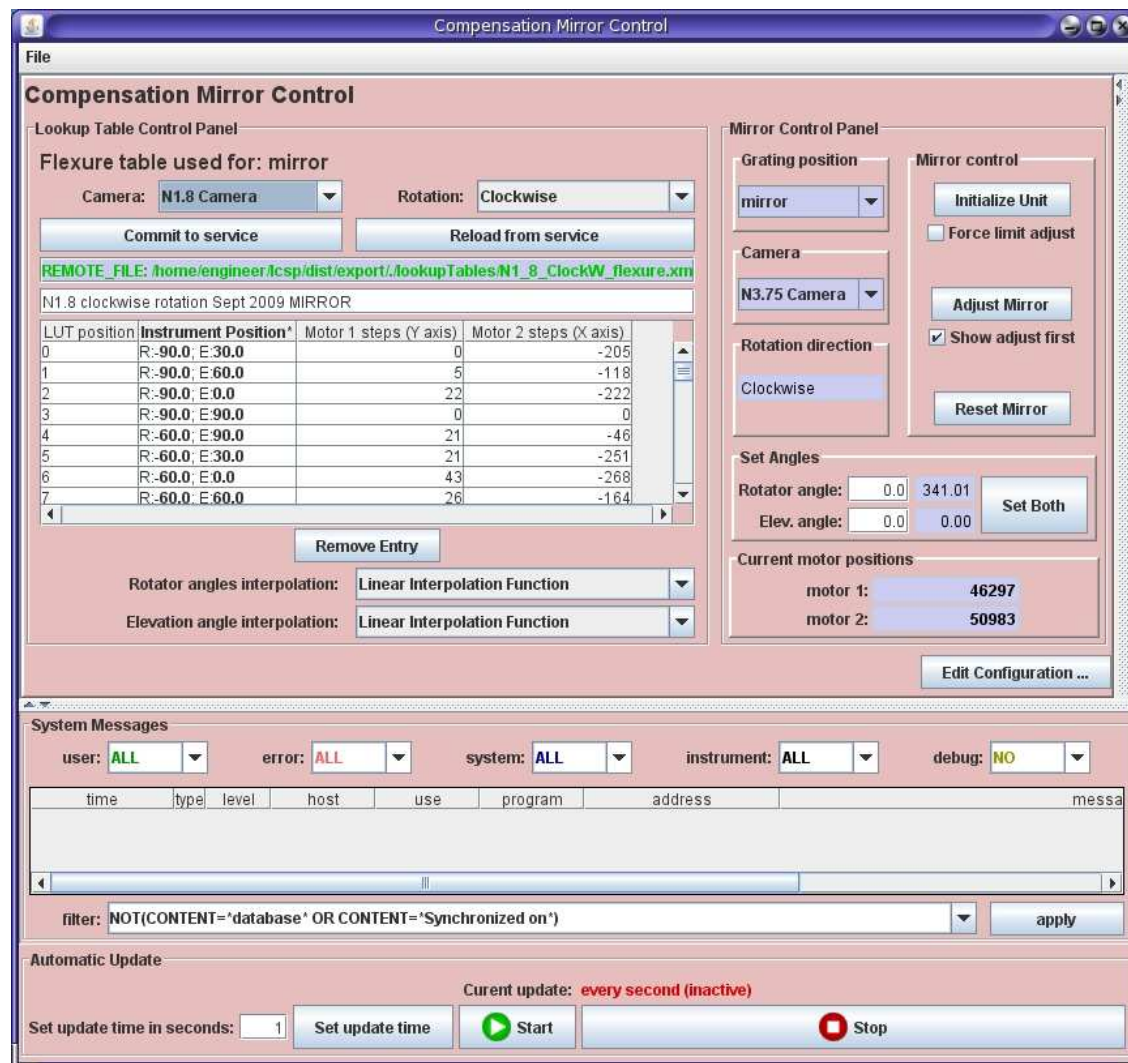 Compensation Mirror Control
File
Compensation Mirror Control
Lookup Table Control Panel
Flexure table used for: mirror
Camera: N1.8 Camera Rotation: Clockwise
Commit to service Reload from service
REMOTE_FILE: /home/engineer/lcsp/dist/export/./lookupTables/N1_8_ClockW_flexure.xm
N1.8 clockwise rotation Sept 2009 MIRROR
LUT position Instrument Position* Motor 1 steps (Y axis) Motor 2 steps (X axis)
0 R:-90.0; E:30.0 0 -205
1 R:-90.0; E:60.0 5 -118
2 R:-90.0; E:0.0 22 -222
3 R:-90.0; E:90.0 0 0
4 R:-60.0; E:90.0 21 -46
5 R:-60.0; E:30.0 21 -251
6 R:-60.0; E:0.0 43 -268
7 R:-60.0; E:60.0 26 -164
Remove Entry
Rotator angles interpolation: Linear Interpolation Function
Elevation angle interpolation: Linear Interpolation Function
Mirror Control Panel
Grating position
mirror
Camera
N3.75 Camera
Rotation direction
Clockwise
Mirror control
Initialize Unit
Force limit adjust
Adjust Mirror
Show adjust first
Reset Mirror
Set Angles
Rotator angle: 0.0 341.01
Elev. angle: 0.0 0.00
Set Both
Current motor positions
motor 1: 46297
motor 2: 50983
Edit Configuration ...
System Messages
user: ALL error: ALL system: ALL instrument: ALL debug: NO
time type level host use program address messa
filter: NOT(CONTENT=*database* OR CONTENT=*Synchronized on*) apply
Automatic Update
Curent update: every second (inactive)
Set update time in seconds: 1 Set update time Start Stop